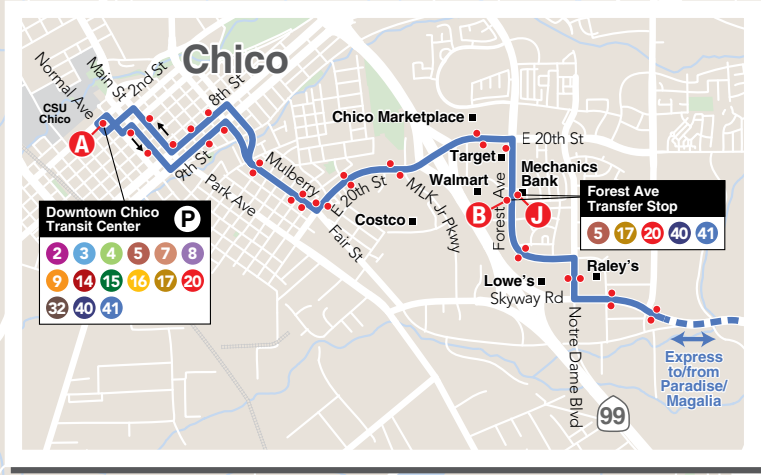 Chico
Normal Ave
Main St
2nd St
8th St
CSU
Chico
A
9th St
Park Ave
Mulberry
Chico Marketplace
E 20th St
Target
Mechanics
Bank
Walmart
E 20th St
MLK Jr Pkwy
Forest Ave
B
J
Costco
Fair St
Downtown Chico
Transit Center
P
2 3 4 5 7 8
9 14 15 16 17 20
32 40 41
Forest Ave
Transfer Stop
5 17 20 40 41
Raley's
Lowe's
Skyway Rd
Notre Dame Blvd
Express
to/from
Paradise/
Magalia
99